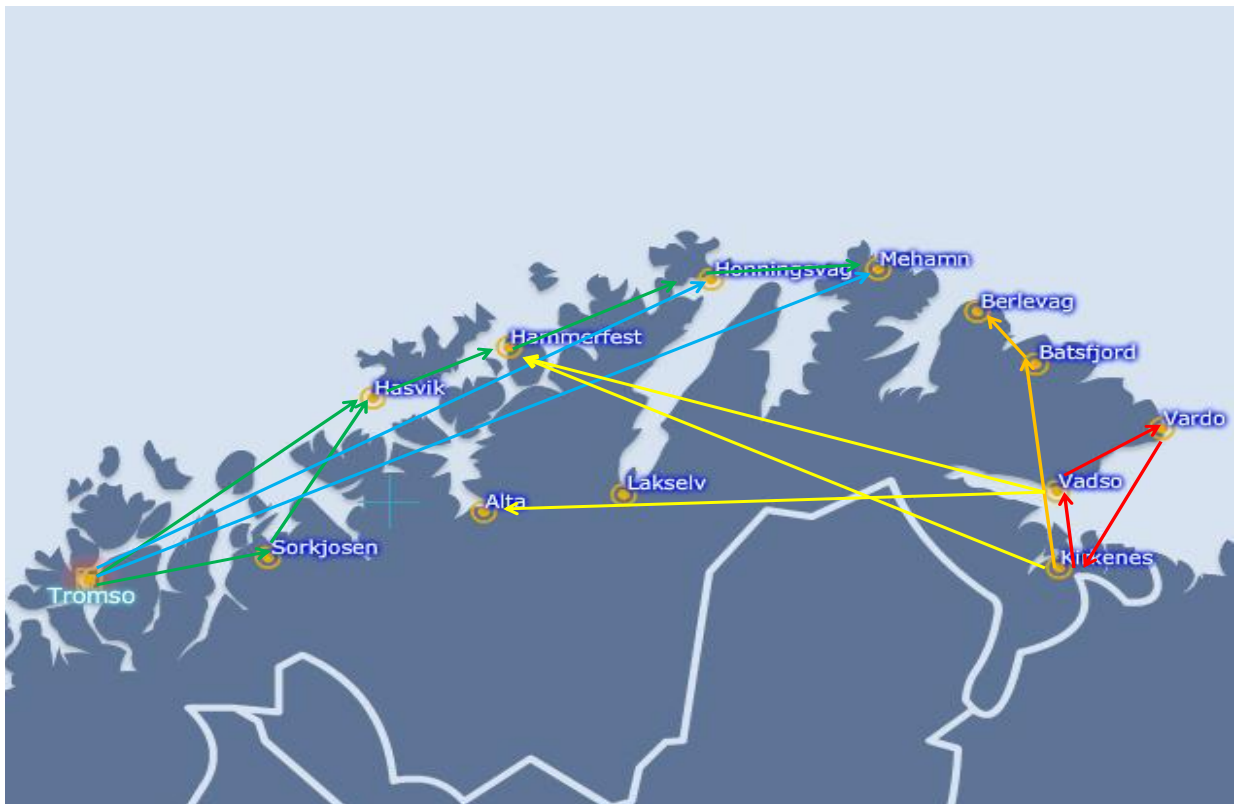 Mehamn
Honningsvag
Berlevag
Hammerfest
Batsfjord
Hasvik
Vardo
Lakselv
Vadso
Alta
Sorkjosen
Kirkenes
Tromso